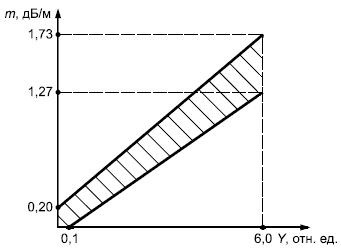 m, дБ/м
1,73
1,27
0,20
0,1
6,0 Y, отн. ед.